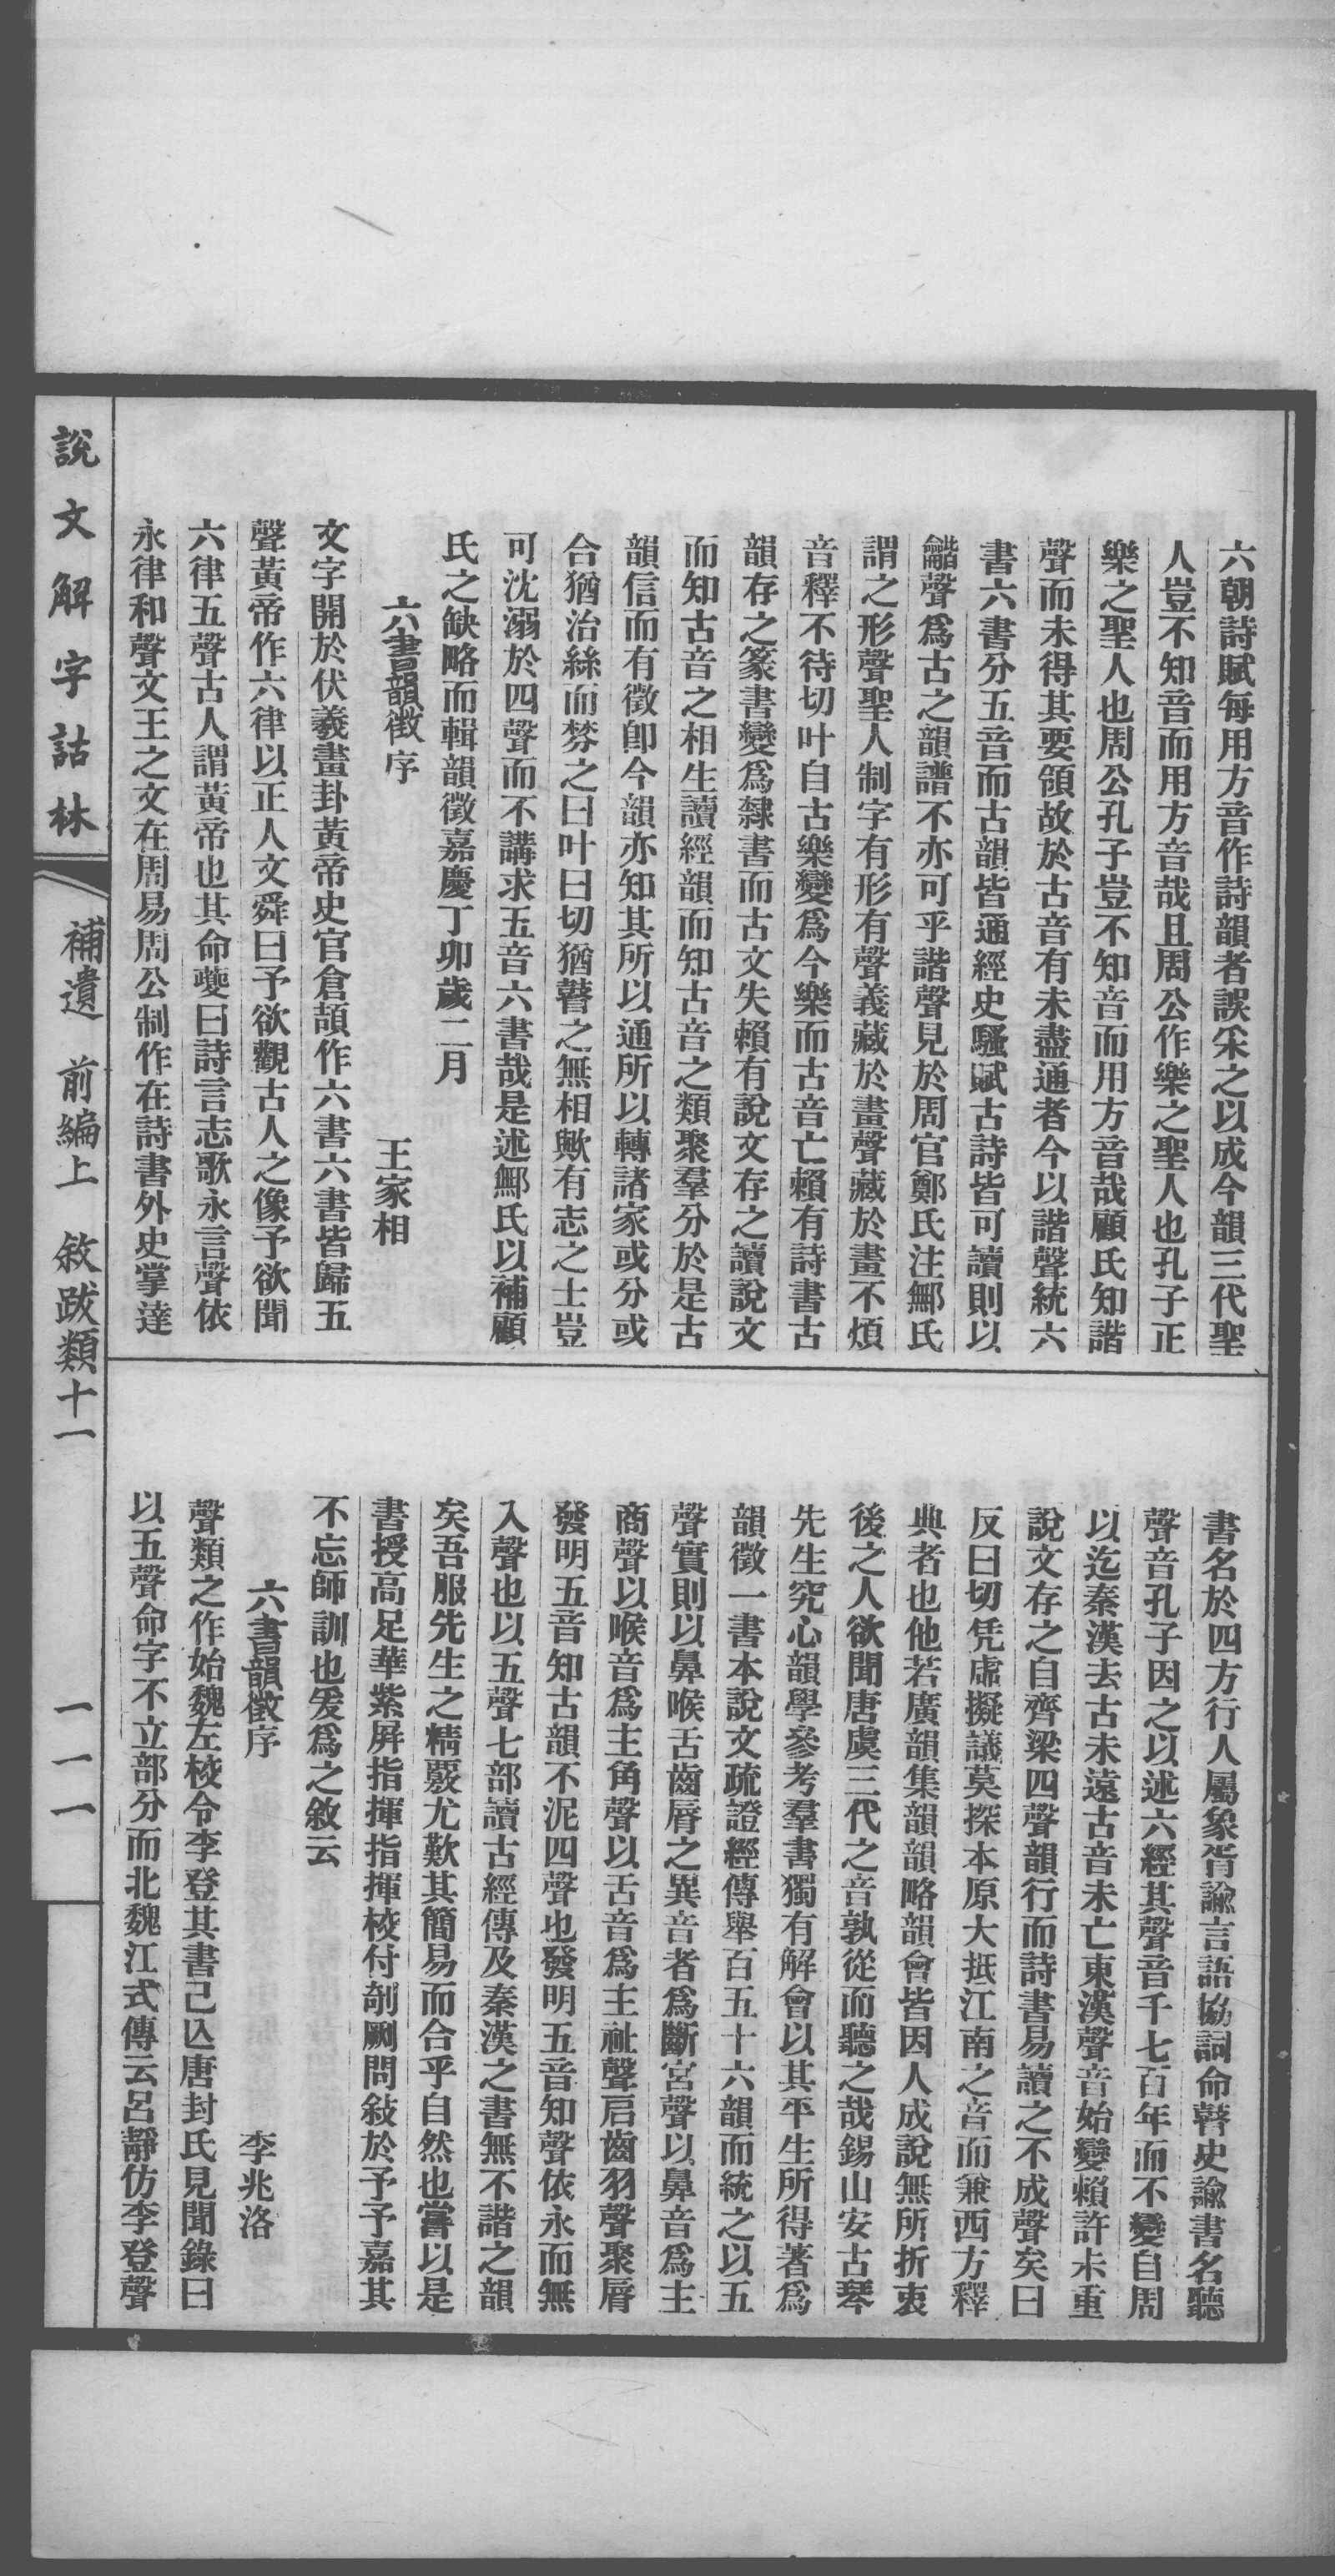 六朝詩賦每用方音作詩韻者誤采之以成今韻三代聖
人豈不知音而用方音哉且周公作樂之聖人也孔子正
樂之聖人也周公孔子豈不知音而用方音哉顧氏知諧
聲而未得其要領故於古音有未盡通者今以諧聲統六
書六書分五音而古韻皆通經史騷賦古詩皆可讀則以
龤聲爲古之韻譜不亦可乎諧聲見於周官鄭氏注鄦氏
謂之形聲聖人制字有形有聲義藏於畫聲藏於畫不煩
音釋不待切叶自古樂變爲今樂而古音亡賴有詩書古
韻存之篆書變爲隸書而古文失賴有說文存之讀說文
而知古音之相生讀經韻而知古音之類聚羣分於是古
韻信而有徵卽今韻亦知其所以通所以轉諸家或分或
合猶治絲而棼之曰叶曰切猶瞽之無相歟有志之士豈
可沈溺於四聲而不講求五音六書哉是述鄦氏以補顧
氏之缺略而輯韻徵嘉慶丁卯歲二月
六書韻徵序　王家相
文字開於伏羲畫卦黃帝史官倉頡作六書六書皆歸五
聲黃帝作六律以正人文舜曰予欲觀古人之像予欲聞
六律五聲古人謂黃帝也其命夔曰詩言志歌永言聲依
永律和聲文王之文在周易周公制作在詩書外史掌達
書名於四方行人屬象胥諭言語協詞命瞽史諭書名聽
聲音孔子因之以述六經其聲音千七百年而不變自周
以迄秦漢去古未遠古音未亡東漢聲音始變賴許尗重
說文存之自齊梁四聲韻行而詩書易讀之不成聲矣曰
反曰切凭虛擬議莫探本原大抵江南之音而兼西方釋
典者也他若廣韻集韻韻略韻會皆因人成說無所折衷
後之人欲聞唐虞三代之音孰從而聽之哉錫山安古琴
先生究心韻學參考羣書獨有解會以其平生所得著爲
韻徵一書本說文疏證經傳舉百五十六韻而統之以五
聲實則以鼻喉舌齒脣之異音者爲斷宮聲以鼻音爲主
商聲以喉音爲主角聲以舌音爲主祉聲启齒羽聲聚脣
發明五音知古韻不泥四聲也發明五音知聲依永而無
入聲也以五聲七部讀古經傳及秦漢之書無不諧之韻
矣吾服先生之精覈尤歎其簡易而合乎自然也嘗以是
書授高足華紫屏指揮指揮校付剞劂問敍於予予嘉其
不忘師訓也爰爲之敘云
六書韻徵序　李兆洛
聲類之作始魏左校令李登其書已亾唐封氏見聞錄曰
以五聲命字不立部分而北魏江式傳云呂靜仿李登聲
說文解字詁林　補遺　前編上　敘跋類十一　一一一